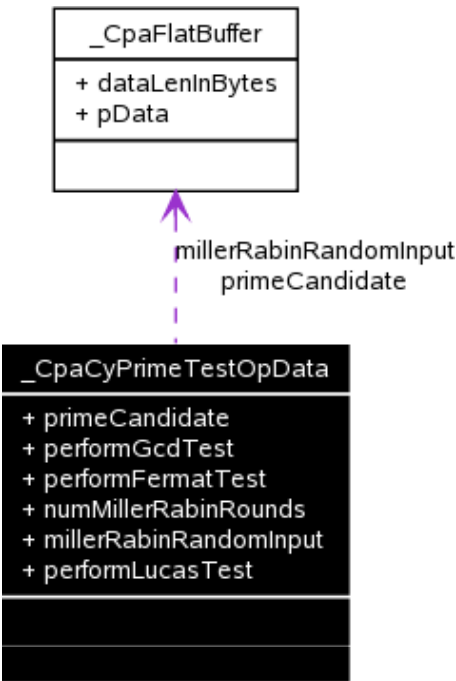 _CpaFlatBuffer
+ dataLenInBytes
+ pData
millerRabinRandomInput
primeCandidate
_CpaCyPrimeTestOpData
+ primeCandidate
+ performGcdTest
+ performFermatTest
+ numMillerRabinRounds
+ millerRabinRandomInput
+ performLucasTest